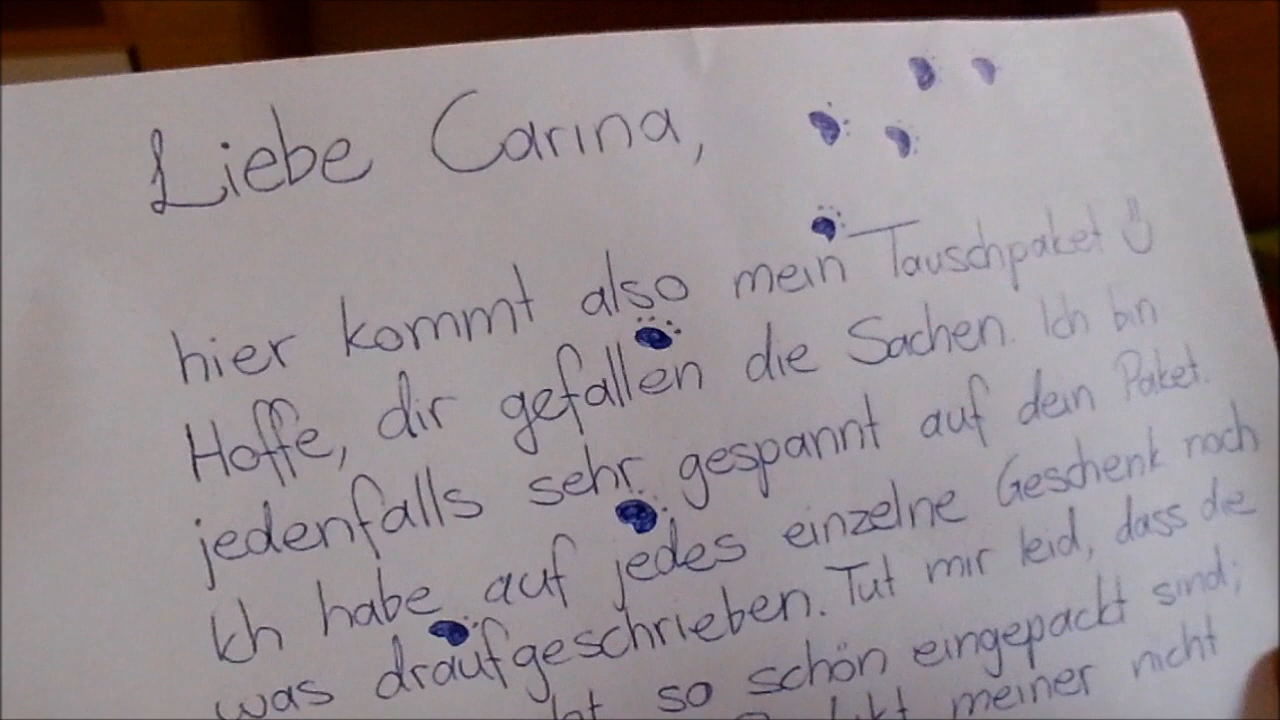 Liebe Carina,
hier kommt also mein Tauschpaket
Hoffe, dir gefallen die Sachen. Ich bin
jedenfalls sehr gespannt auf dein Paket.
Ich habe auf jedes einzelne Geschenk noch
was draufgeschrieben. Tut mir leid, dass die
so schön eingepackt sind;
meiner nicht